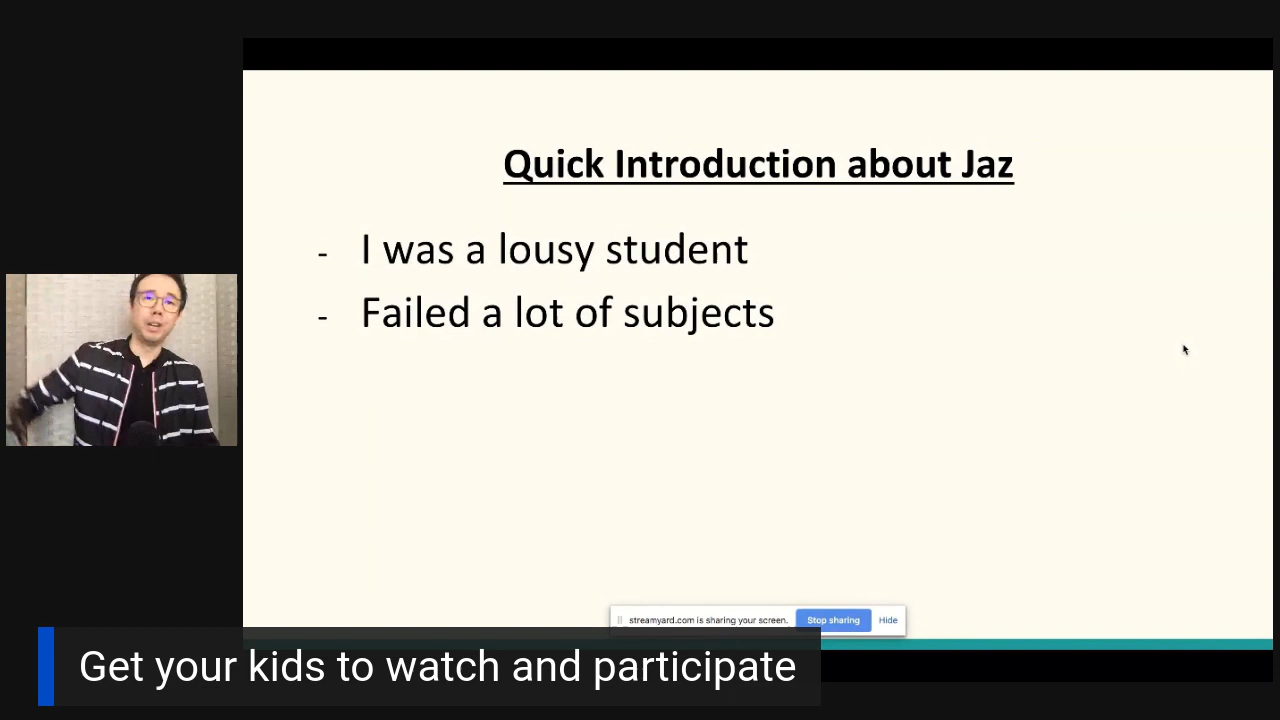 Quick Introduction about Jaz
- I was a lousy student
- Failed a lot of subjects
streamyard.com is sharing your screen. Stop sharing Hide
Get your kids to watch and participate